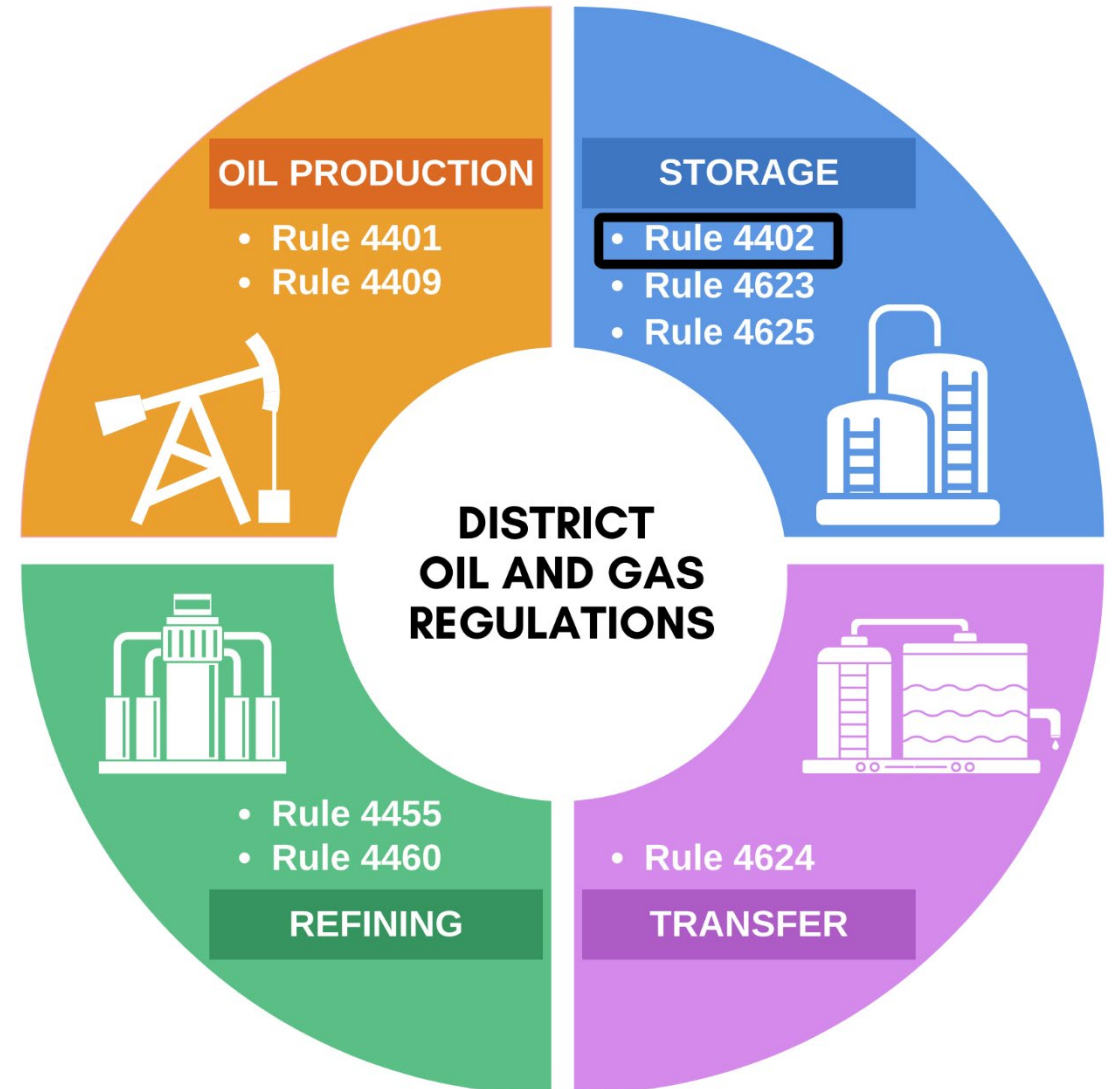 OIL PRODUCTION
• Rule 4401
• Rule 4409
STORAGE
• Rule 4402
• Rule 4623
• Rule 4625
DISTRICT
OIL AND GAS
REGULATIONS
• Rule 4455
• Rule 4460
REFINING
• Rule 4624
TRANSFER